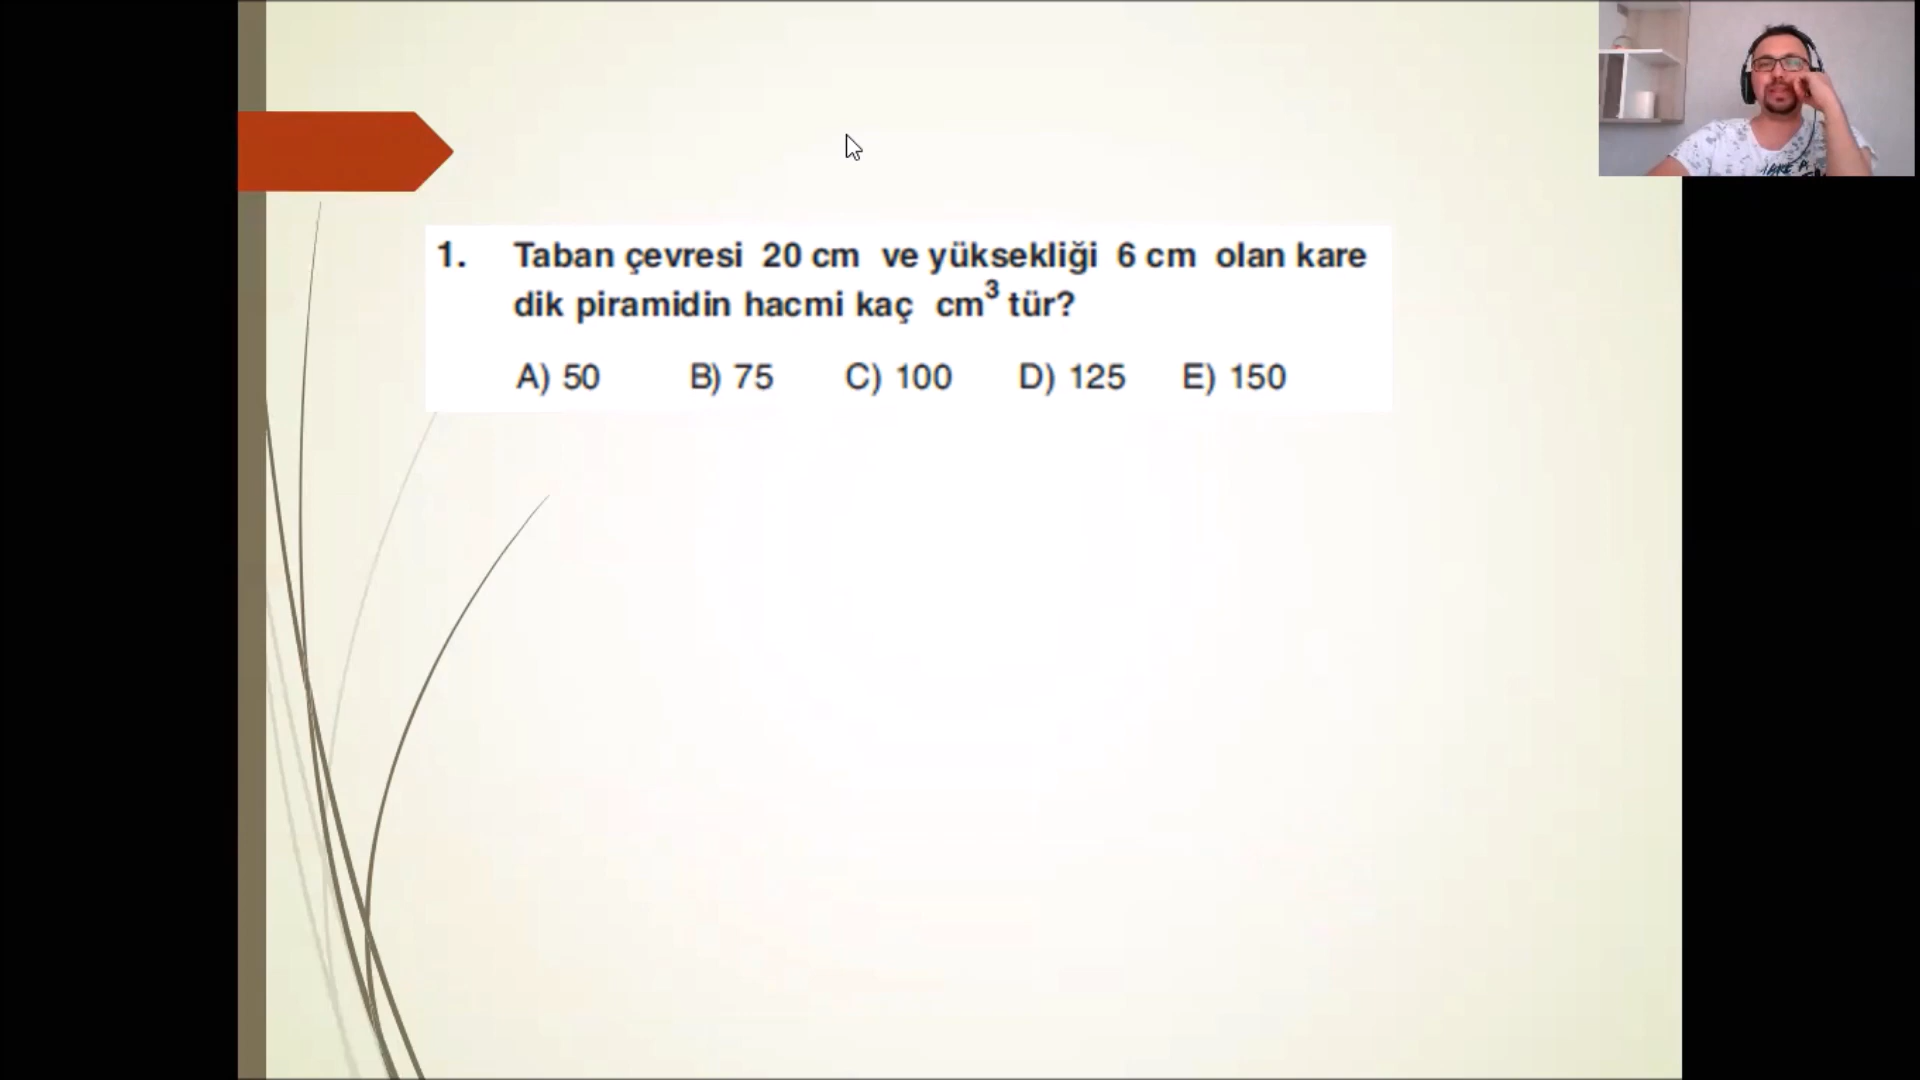 1. Taban çevresi 20 cm ve yüksekliği 6 cm olan kare
dik piramidin hacmi kaç cm³ tür?
A) 50 B) 75 C) 100 D) 125 E) 150